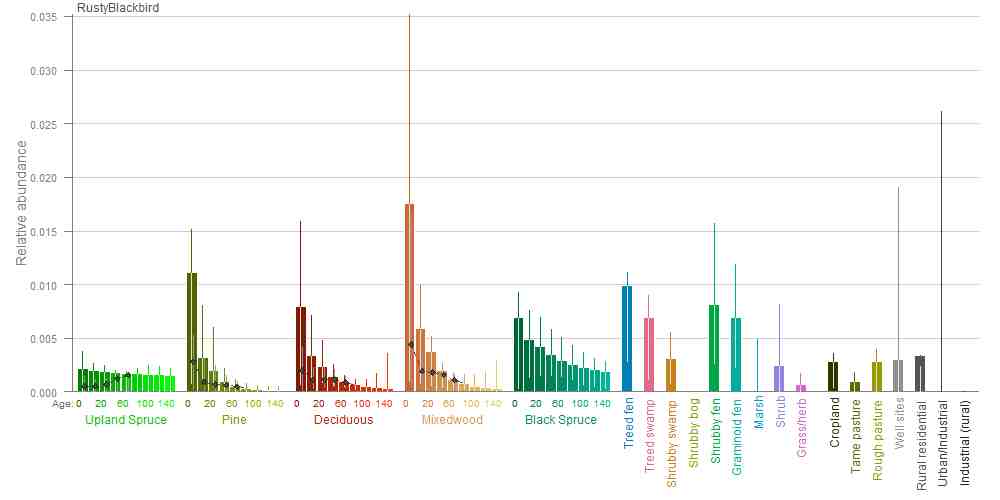 RustyBlackbird
0.035
0.030
0.025
0.020
0.015
0.010
0.005
0.000
Relative abundance
Age: 0 20 60 100 140 0 20 60 100 140 0 20 60 100 140 0 20 60 100 140 0 20 60 100 140
Upland Spruce Pine Deciduous Mixedwood Black Spruce
Treed fen
Treed swamp
Shrubby swamp
Shrubby bog
Shrubby fen
Graminoid fen
Marsh
Shrub
Grass/herb
Cropland
Tame pasture
Rough pasture
Well sites
Rural residential
Urban/Industrial
Industrial (rural)